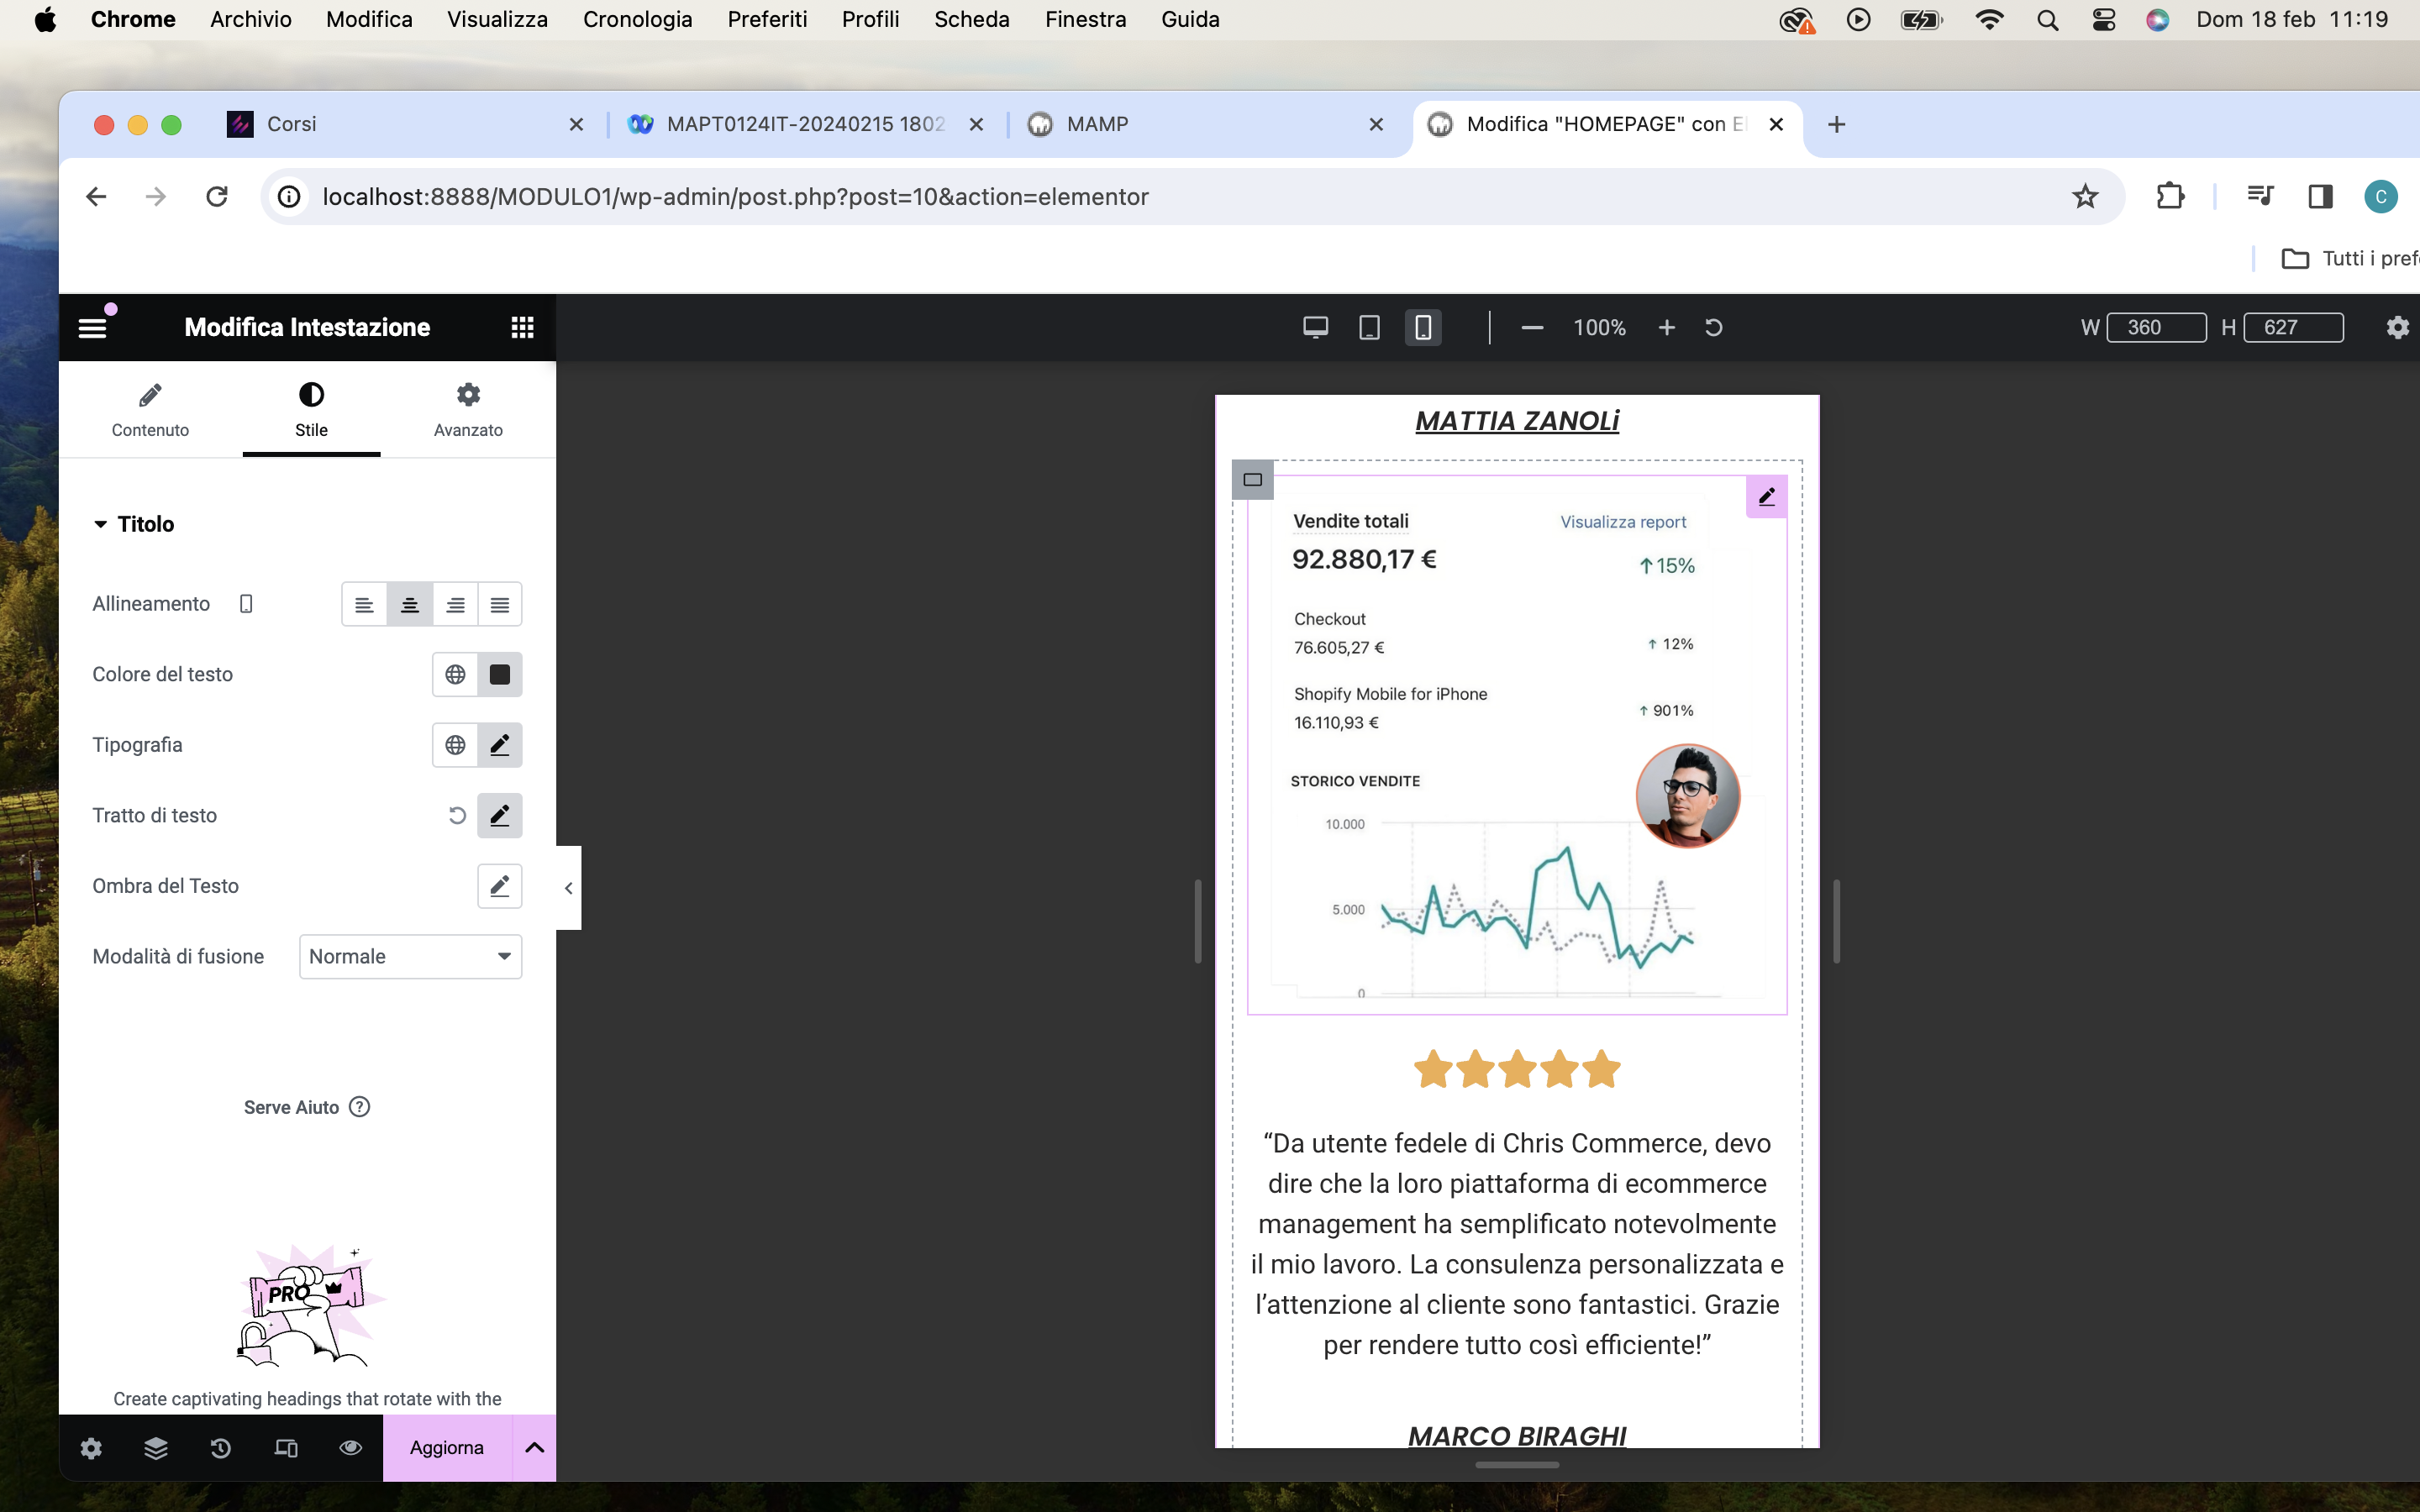 Chrome Archivio Modifica Visualizza Cronologia Preferiti Profili Scheda Finestra Guida Dom 18 feb 11:19
Corsi MAPT0124IT-20240215 1802 MAMP Modifica "HOMEPAGE" con El
localhost:8888/MODULO1/wp-admin/post.php?post=10&action=elementor C
Tutti i pref
Modifica Intestazione 100% W 360 H 627
Contenuto Stile Avanzato
Titolo
Allineamento
Colore del testo
Tipografia
Tratto di testo
Ombra del Testo
Modalità di fusione Normale
Serve Aiuto ?
PRO
Create captivating headings that rotate with the
Aggiorna
MATTIA ZANOLi
Vendite totali Visualizza report
92.880,17 € ↑15%
Checkout
76.605,27 € ↑ 12%
Shopify Mobile for iPhone
16.110,93 € ↑ 901%
STORICO VENDITE
10.000
5.000
0
“Da utente fedele di Chris Commerce, devo
dire che la loro piattaforma di ecommerce
management ha semplificato notevolmente
il mio lavoro. La consulenza personalizzata e
l’attenzione al cliente sono fantastici. Grazie
per rendere tutto così efficiente!”
MARCO BIRAGHI